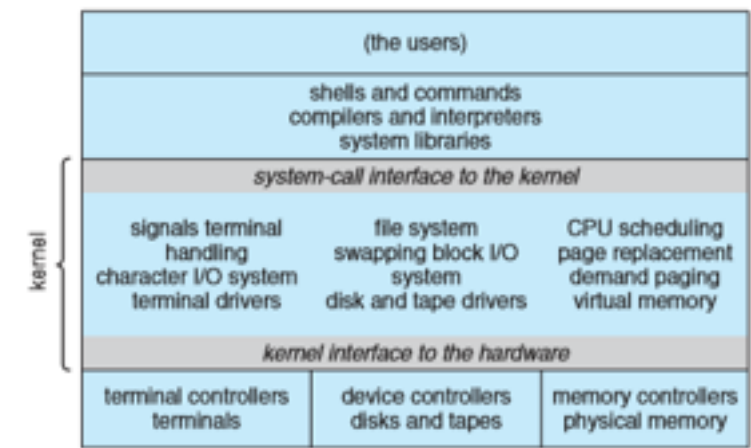 (the users)
shells and commands
compilers and interpreters
system libraries
system-call interface to the kernel
kernel
signals terminal
handling
character I/O system
terminal drivers
file system
swapping block I/O
system
disk and tape drivers
CPU scheduling
page replacement
demand paging
virtual memory
kernel interface to the hardware
terminal controllers
terminals
device controllers
disks and tapes
memory controllers
physical memory